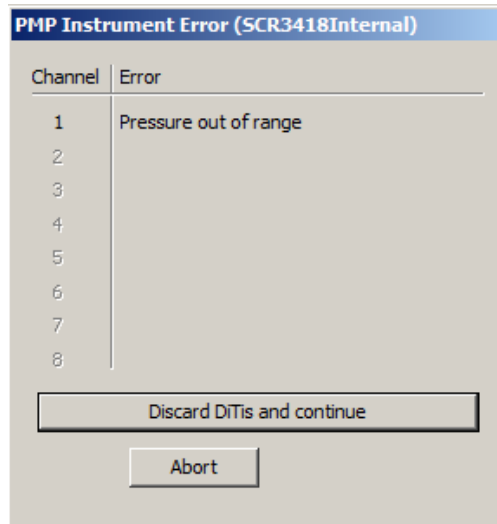 PMP Instrument Error (SCR3418Internal)
Channel Error
1 Pressure out of range
2
3
4
5
6
7
8
Discard DiTis and continue
Abort